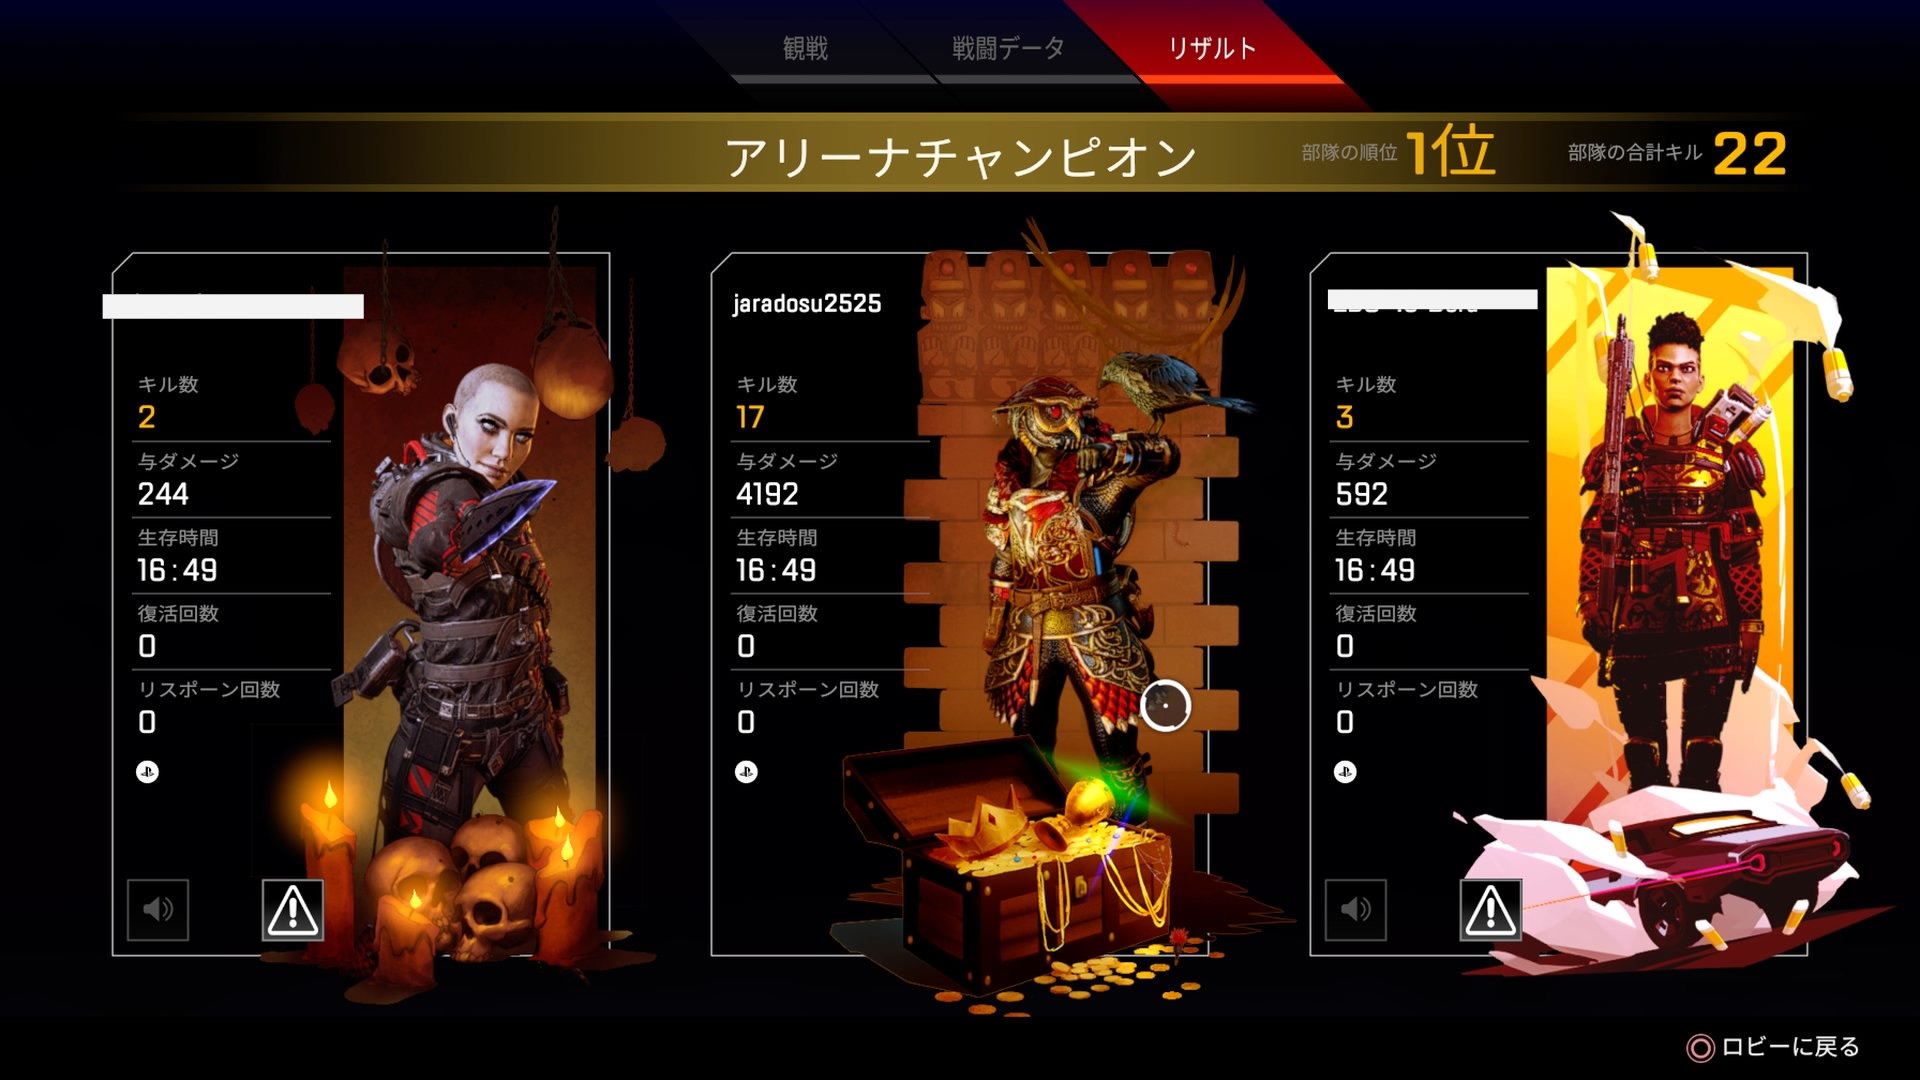 観戦
戦闘データ
リザルト
アリーナチャンピオン
部隊の順位 1位
部隊の合計キル 22
キル数
2
与ダメージ
244
生存時間
16:49
復活回数
0
リスポーン回数
0
jaradosu2525
キル数
17
与ダメージ
4192
生存時間
16:49
復活回数
0
リスポーン回数
0
キル数
3
与ダメージ
592
生存時間
16:49
復活回数
0
リスポーン回数
0
ロビーに戻る